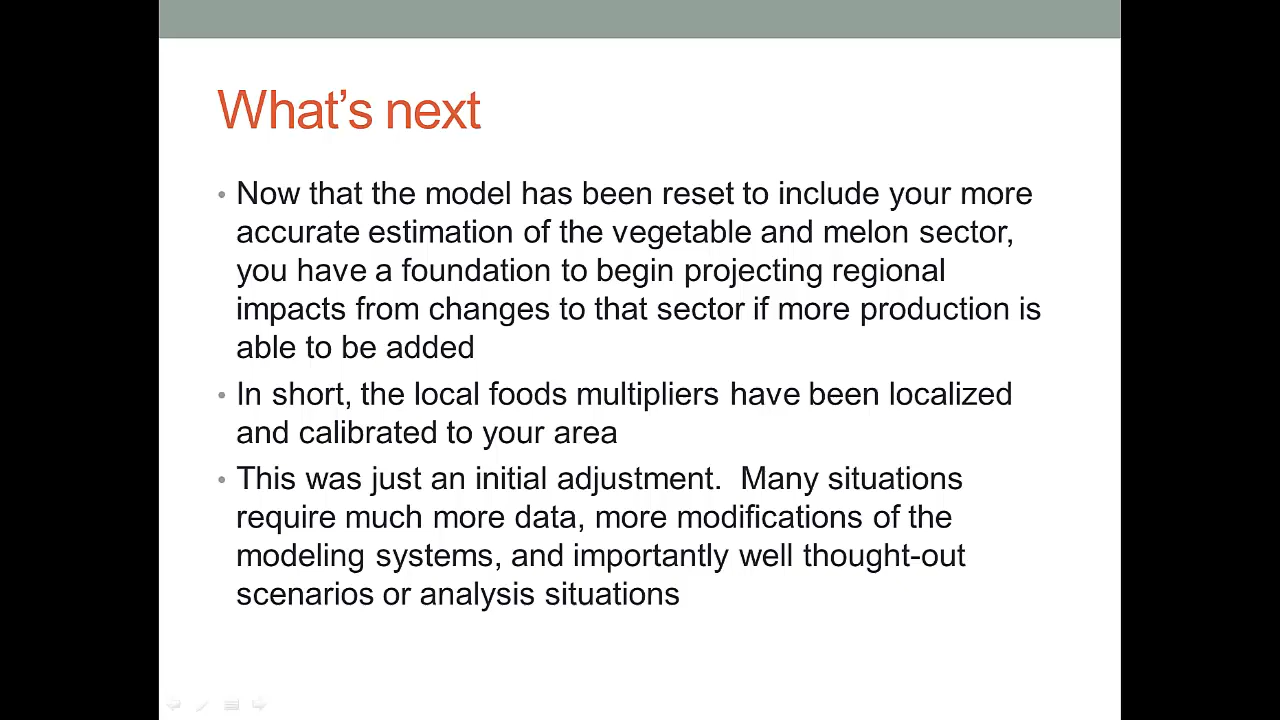 What's next
• Now that the model has been reset to include your more
accurate estimation of the vegetable and melon sector,
you have a foundation to begin projecting regional
impacts from changes to that sector if more production is
able to be added
• In short, the local foods multipliers have been localized
and calibrated to your area
• This was just an initial adjustment.  Many situations
require much more data, more modifications of the
modeling systems, and importantly well thought-out
scenarios or analysis situations